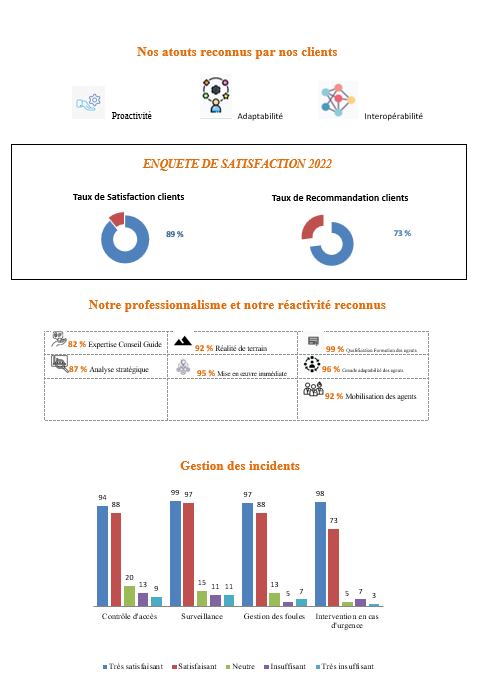 Nos atouts reconnus par nos clients
Proactivité
Adaptabilité
Interopérabilité
ENQUETE DE SATISFACTION 2022
Taux de Satisfaction clients
Taux de Recommandation clients
89 %
73 %
Notre professionnalisme et notre réactivité reconnus
82 % Expertise Conseil Guide
92 % Réalité de terrain
99 % Qualification Formation des agents
87 % Analyse stratégique
95 % Mise en œuvre immédiate
96 % Grande adaptabilité des agents
92 % Mobilisation des agents
Gestion des incidents
94 88 20 13 9
99 97 15 11 11
97 88 13 5 7
98 73 5 7 3
Contrôle d'accès
Surveillance
Gestion des foules
Intervention en cas
d'urgence
Très satisfaisant
Satisfaisant
Neutre
Insuffisant
Très insuffisant